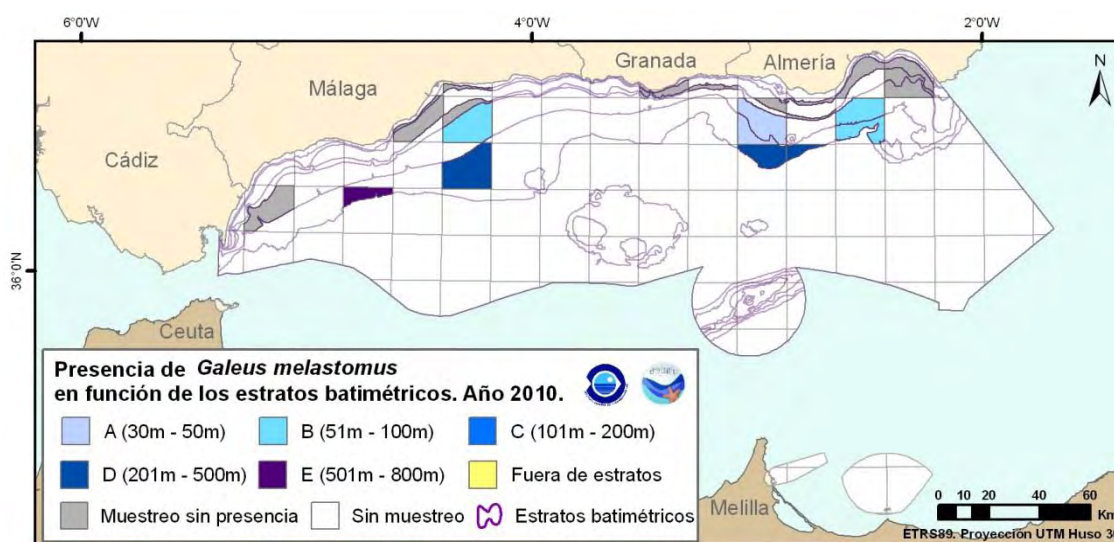 6°0'W 4°0'W 2°0'W
Granada Almería
N
Málaga
Cádiz
36°0'N
Ceuta
Presencia de Galeus melastomus
en función de los estratos batimétricos. Año 2010.
A (30m - 50m) B (51m - 100m) C (101m - 200m)
D (201m - 500m) E (501m - 800m) Fuera de estratos
Muestreo sin presencia Sin muestreo Estratos batimétricos
Melilla
0 10 20 40 60
Km
ETRS89. Proyección UTM Huso 3